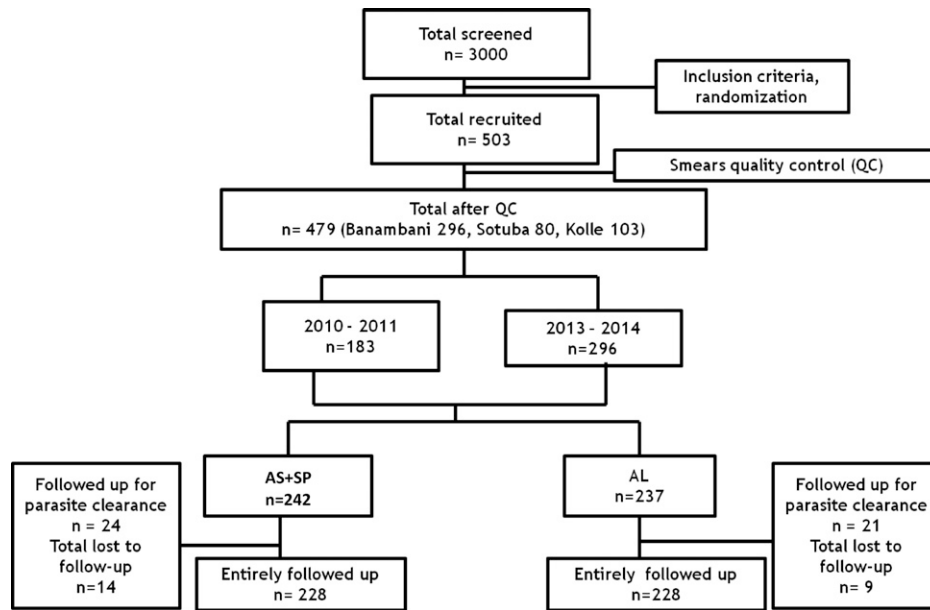 Total screened
n= 3000
Inclusion criteria,
randomization
Total recruited
n= 503
Smears quality control (QC)
Total after QC
n= 479 (Banambani 296, Sotuba 80, Kolle 103)
2010 - 2011
n=183
2013 - 2014
n=296
Followed up for
parasite clearance
n = 24
Total lost to
follow-up
n=14
AS+SP
n=242
Entirely followed up
n= 228
AL
n=237
Entirely followed up
n=228
Followed up for
parasite clearance
n = 21
Total lost to
follow-up
n= 9